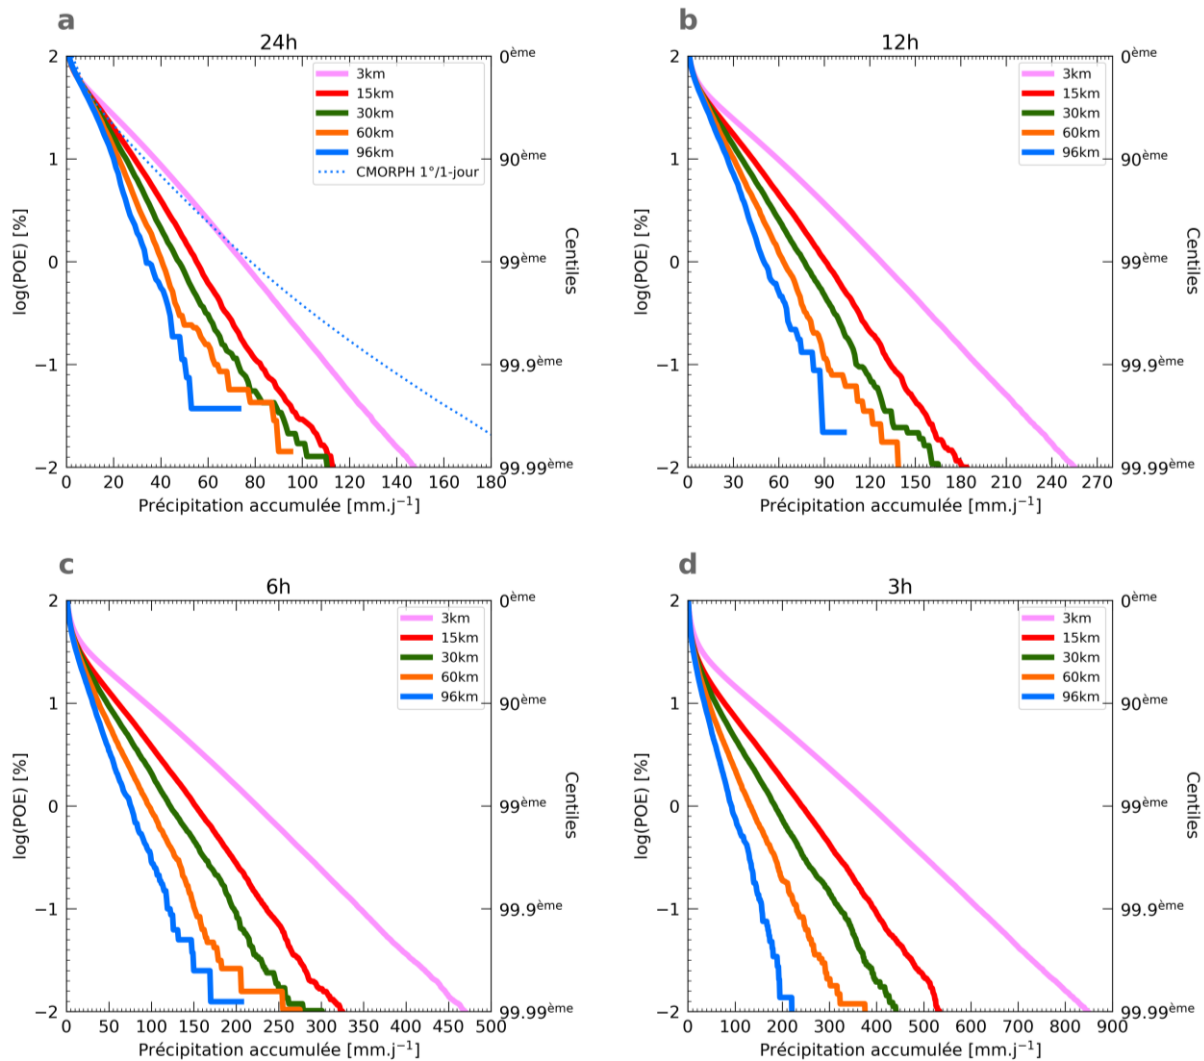 a
24h
3km
15km
30km
60km
96km
CMORPH 1°/1-jour
log(POE) [%]
2
1
0
−1
−2
0ème
90ème
99ème
99.9ème
99.99ème
Centiles
0 20 40 60 80 100 120 140 160 180
Précipitation accumulée [mm.j⁻¹]
b
12h
3km
15km
30km
60km
96km
log(POE) [%]
2
1
0
−1
−2
0ème
90ème
99ème
99.9ème
99.99ème
Centiles
0 30 60 90 120 150 180 210 240 270
Précipitation accumulée [mm.j⁻¹]
c
6h
3km
15km
30km
60km
96km
log(POE) [%]
2
1
0
−1
−2
0ème
90ème
99ème
99.9ème
99.99ème
Centiles
0 50 100 150 200 250 300 350 400 450 500
Précipitation accumulée [mm.j⁻¹]
d
3h
3km
15km
30km
60km
96km
log(POE) [%]
2
1
0
−1
−2
0ème
90ème
99ème
99.9ème
99.99ème
Centiles
0 100 200 300 400 500 600 700 800 900
Précipitation accumulée [mm.j⁻¹]